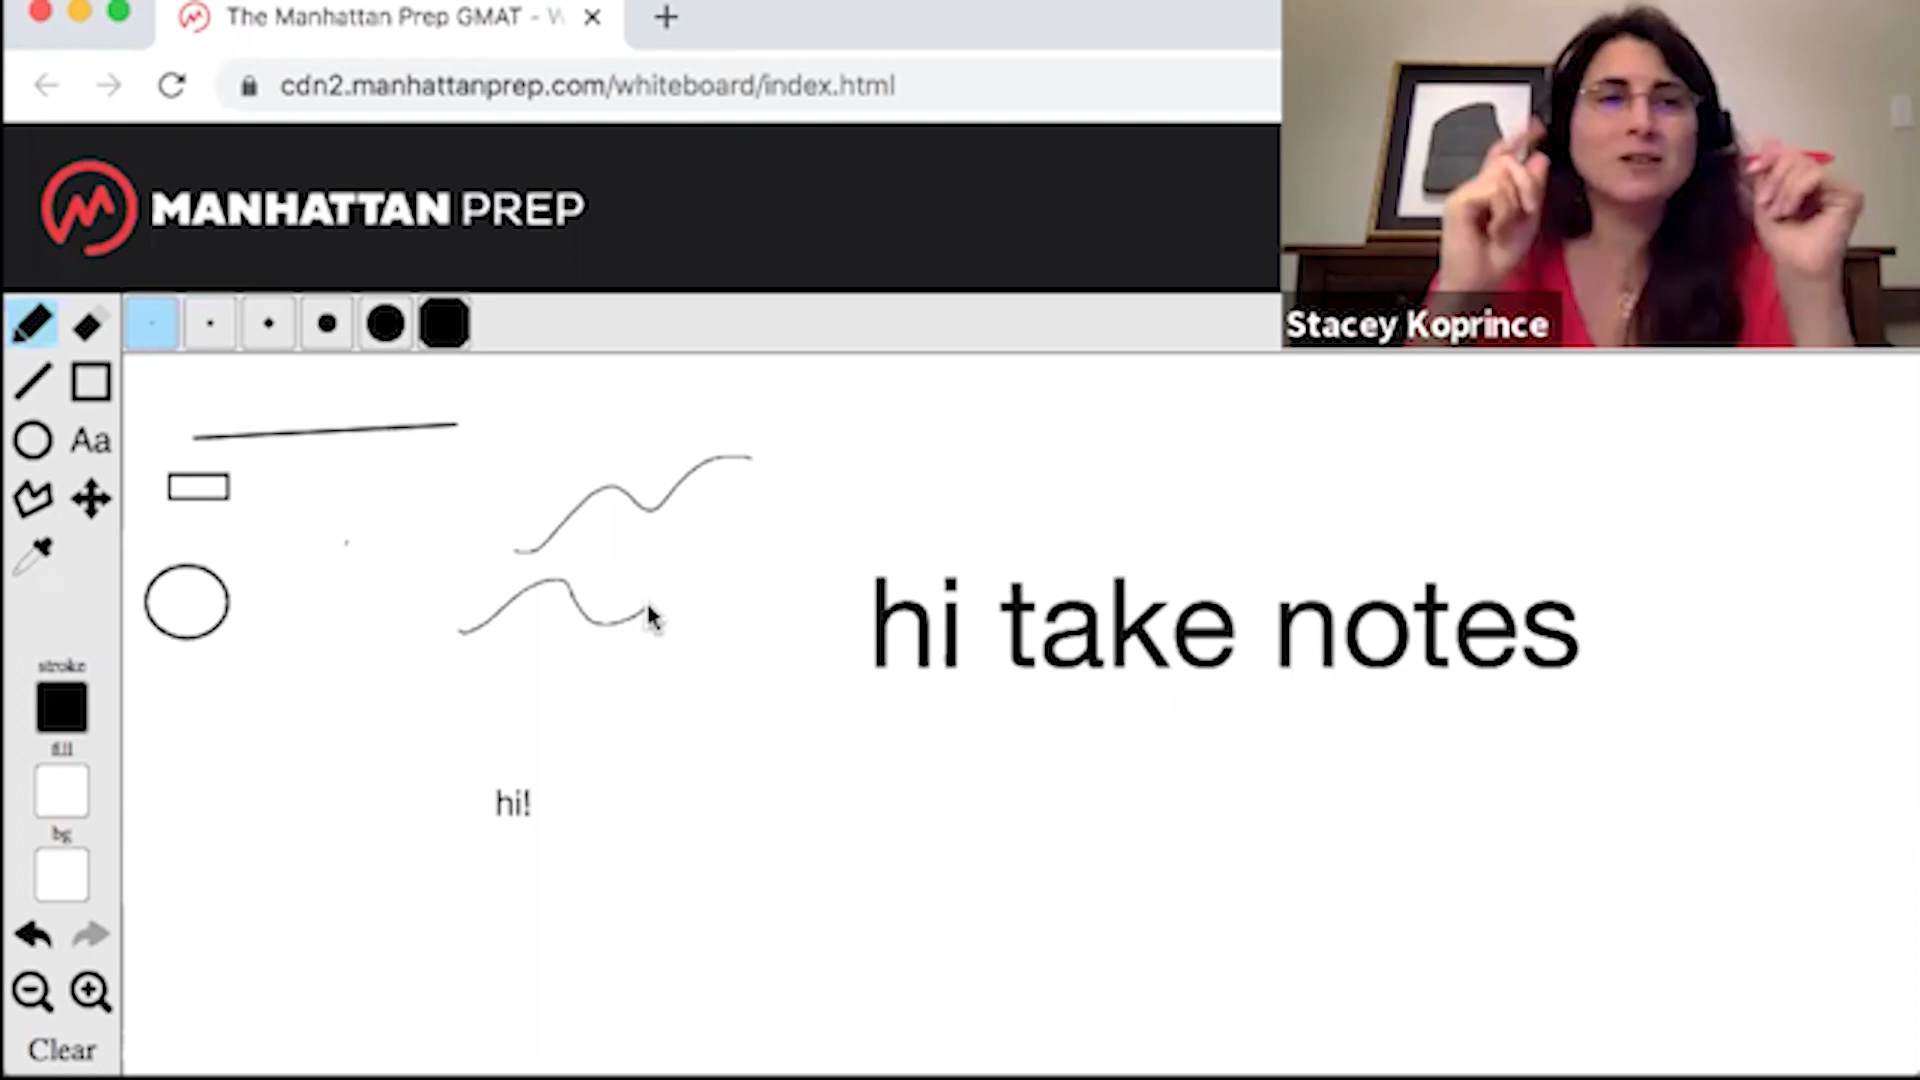 The Manhattan Prep GMAT - W
cdn2.manhattanprep.com/whiteboard/index.html
MANHATTAN PREP
Stacey Koprince
Aa
hi take notes
stroke
fill
hi!
bg
Clear